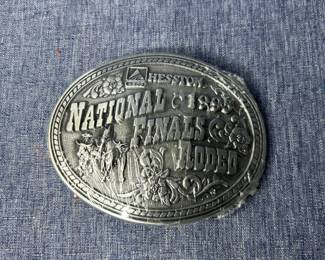 HESSTON
NATIONAL
FINALS
RODEO